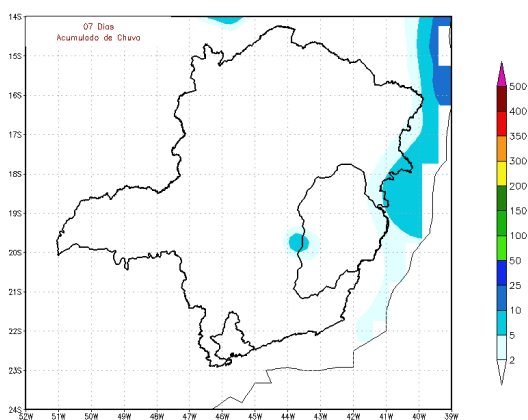 07 Dias
Acumulado de Chuva
14S
15S
16S
17S
18S
19S
20S
21S
22S
23S
24S
52W 51W 50W 49W 48W 47W 46W 45W 44W 43W 42W 41W 40W 39W
500
400
350
300
200
150
100
50
25
10
5
2